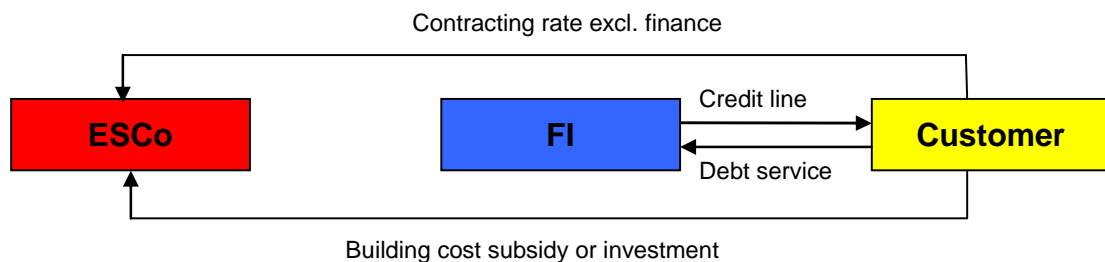 Contracting rate excl. finance
Credit line
ESCo
FI
Customer
Debt service
Building cost subsidy or investment